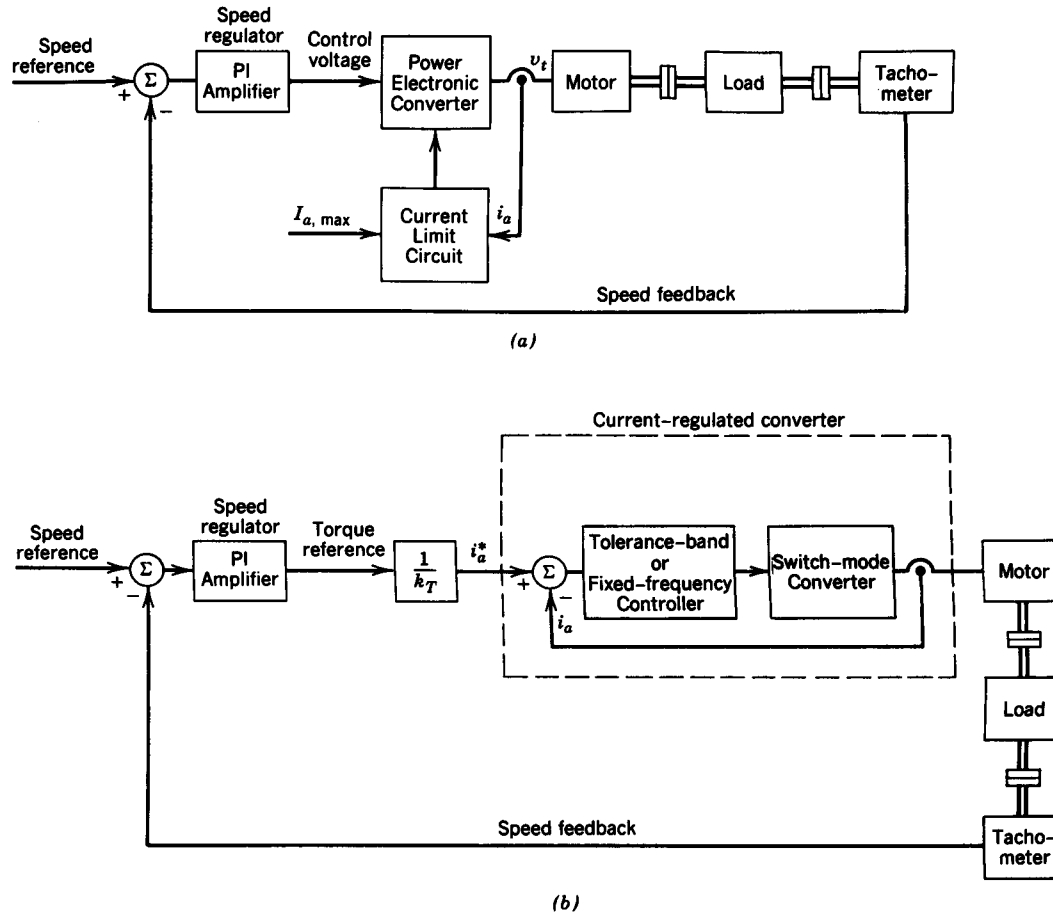 Speed
reference
+
−
Σ
Speed
regulator
PI
Amplifier
Control
voltage
Power
Electronic
Converter
v_t
Motor
Load
Tacho-
meter
I_{a, max}
Current
Limit
Circuit
i_a
Speed feedback
(a)
Current-regulated converter
Speed
reference
+
−
Σ
Speed
regulator
PI
Amplifier
Torque
reference
1
k_T
i_a^*
+
−
Σ
i_a
Tolerance-band
or
Fixed-frequency
Controller
Switch-mode
Converter
Motor
Load
Tacho-
meter
Speed feedback
(b)